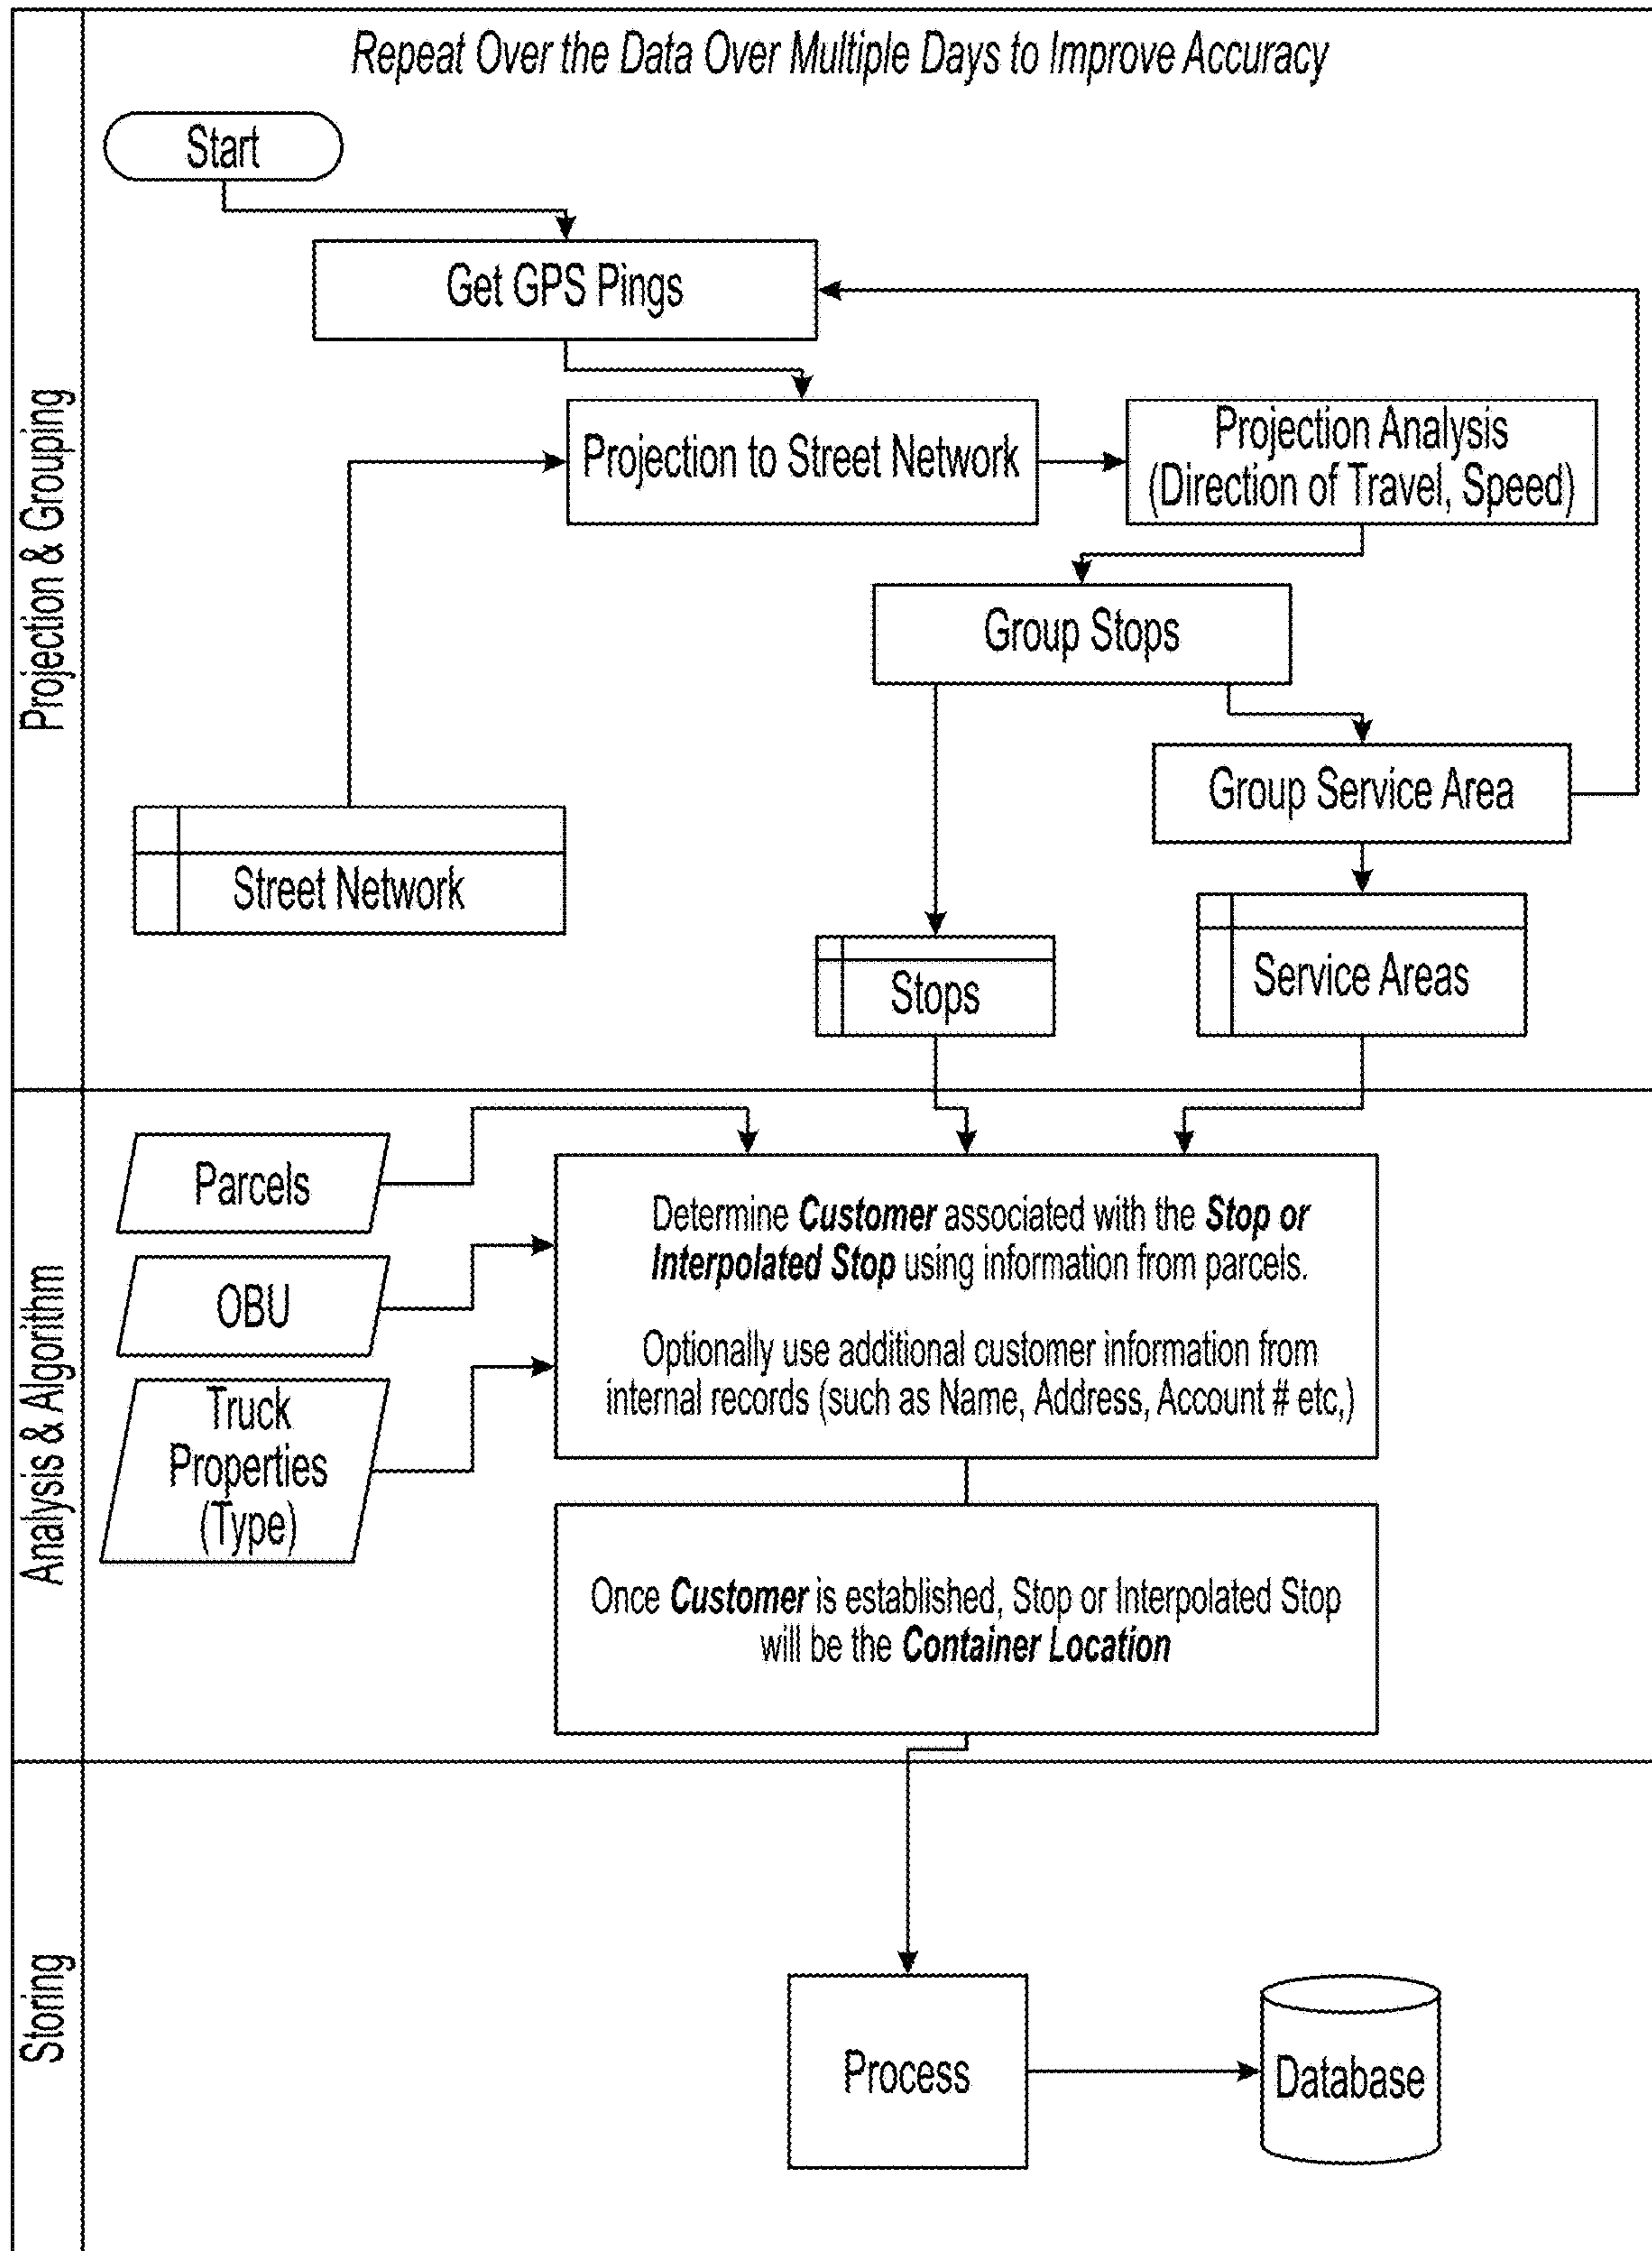 Repeat Over the Data Over Multiple Days to Improve Accuracy
Projection & Grouping
Start
Get GPS Pings
Projection to Street Network
Projection Analysis
(Direction of Travel, Speed)
Group Stops
Group Service Area
Street Network
Stops
Service Areas
Analysis & Algorithm
Parcels
OBU
Truck
Properties
(Type)
Determine Customer associated with the Stop or
Interpolated Stop using information from parcels.
Optionally use additional customer information from
internal records (such as Name, Address, Account # etc,)
Once Customer is established, Stop or Interpolated Stop
will be the Container Location
Storing
Process
Database